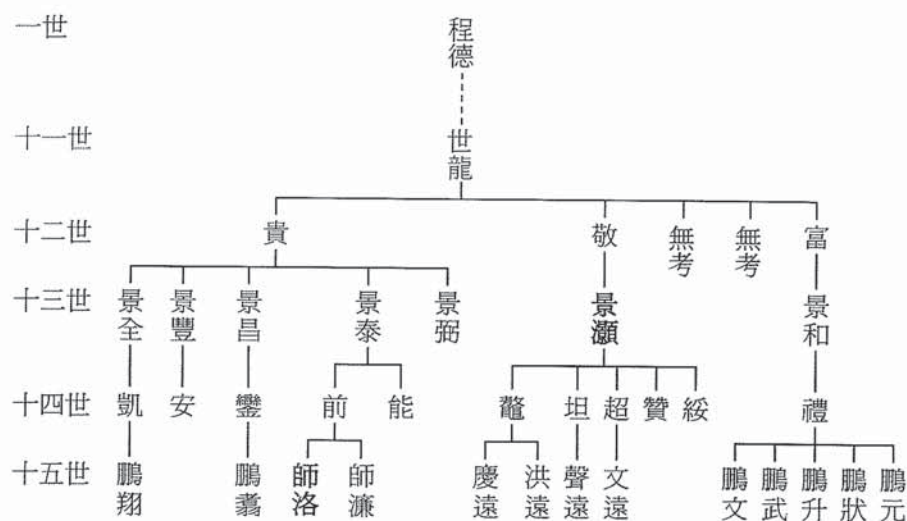 一世 程德
十一世 世龍
十二世 貴 敬 無考 無考 富
十三世 景全 景豐 景昌 景泰 景弼 景灝 景和
十四世 凱 安 鑾 前 能 鼇 坦 超 贊 綏 禮
十五世 鵬翔 鵬翥 師洛 師濂 慶遠 洪遠 聲遠 文遠 鵬文 鵬武 鵬升 鵬狀 鵬元